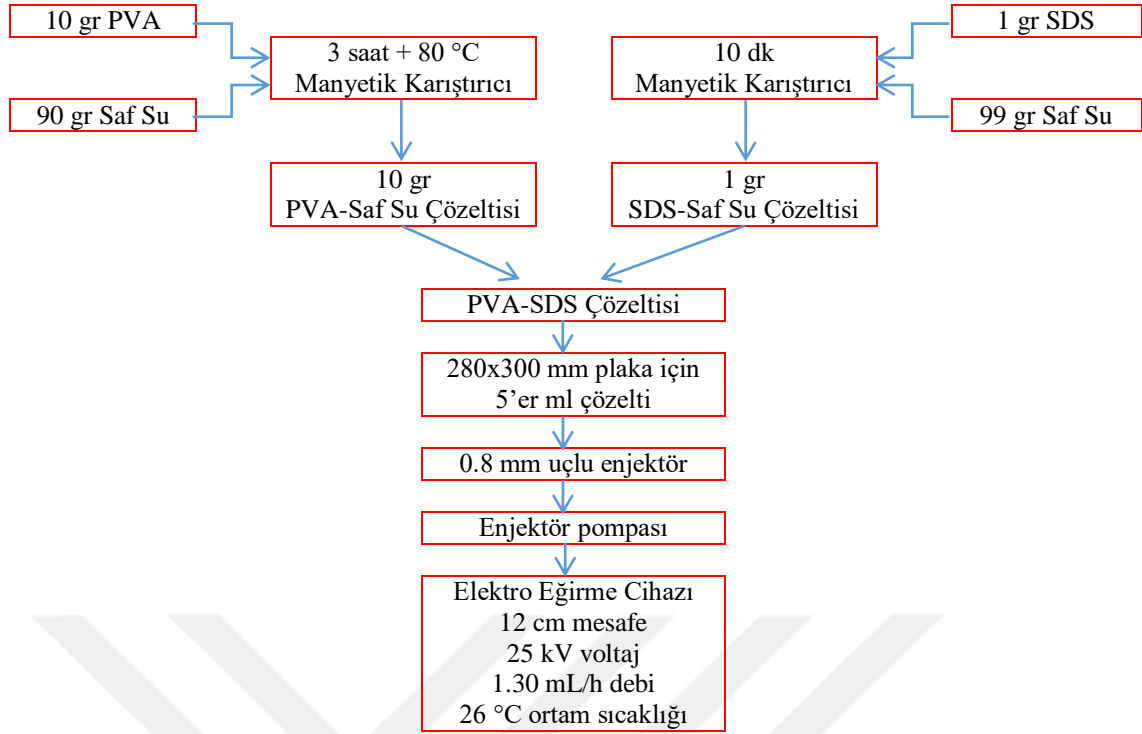 10 gr PVA
1 gr SDS
3 saat + 80 °C
Manyetik Karıştırıcı
10 dk
Manyetik Karıştırıcı
90 gr Saf Su
99 gr Saf Su
10 gr
PVA-Saf Su Çözeltisi
1 gr
SDS-Saf Su Çözeltisi
PVA-SDS Çözeltisi
280x300 mm plaka için
5’er ml çözelti
0.8 mm uçlu enjektör
Enjektör pompası
Elektro Eğirme Cihazı
12 cm mesafe
25 kV voltaj
1.30 mL/h debi
26 °C ortam sıcaklığı